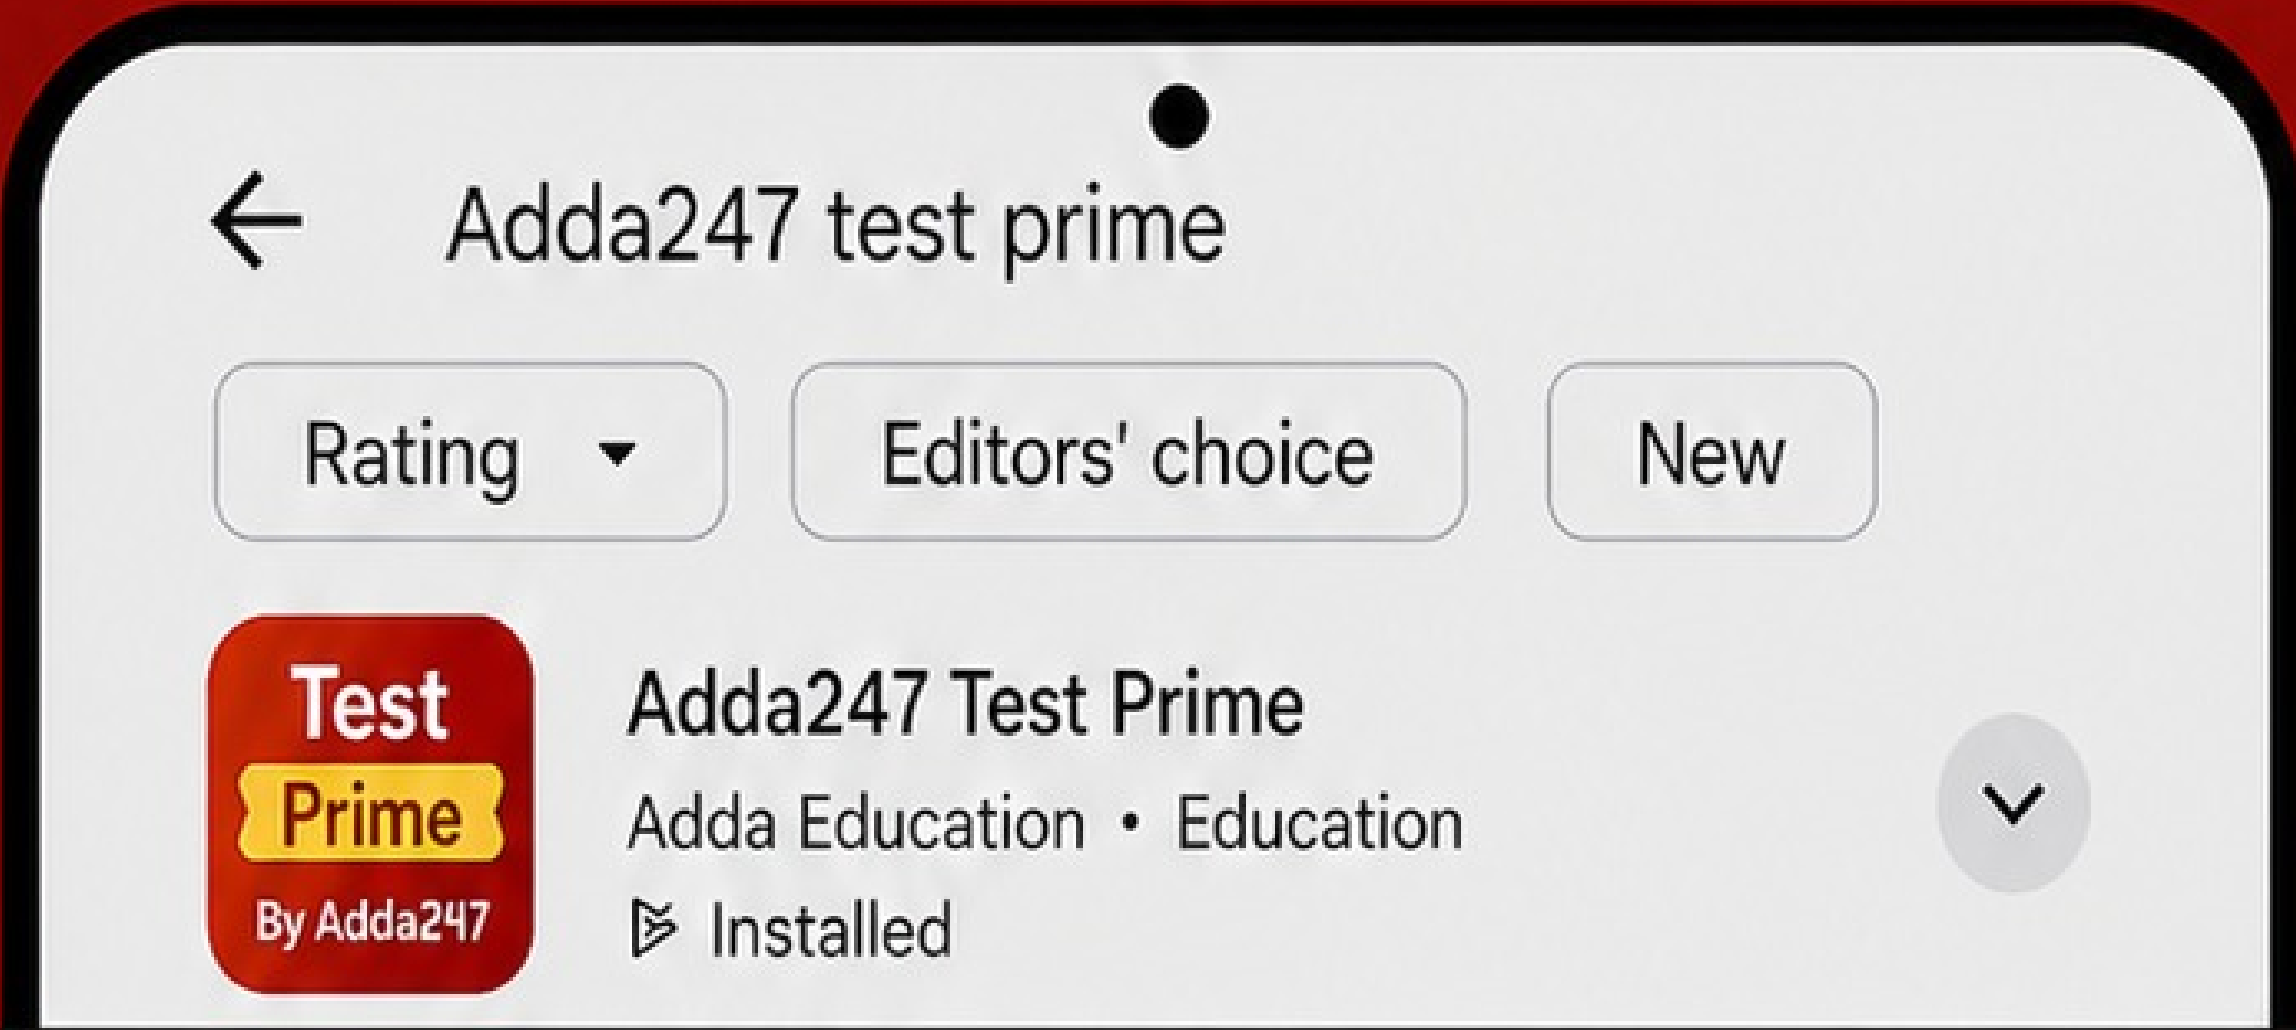 Adda247 test prime
Rating
Editors' choice
New
Test
Prime
By Adda247
Adda247 Test Prime
Adda Education • Education
Installed